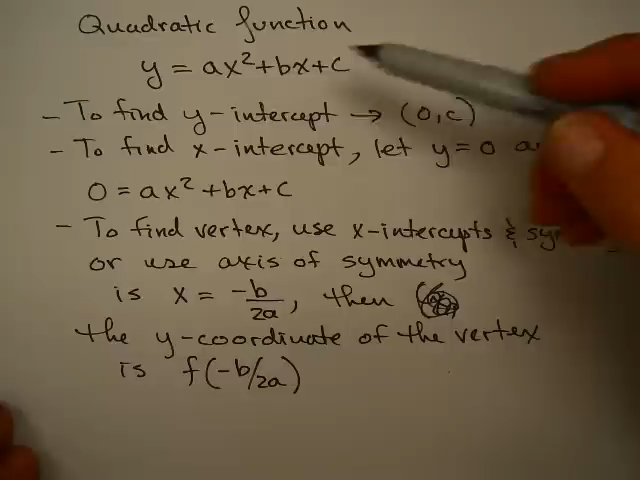 Quadratic function
y = ax² + bx + c
- To find y-intercept → (0,c)
- To find x-intercept, let y=0
0 = ax² + bx + c
- To find vertex, use x-intercepts &
or use axis of symmetry
is x = -b/2a, then
the y-coordinate of the vertex
is f(-b/2a)